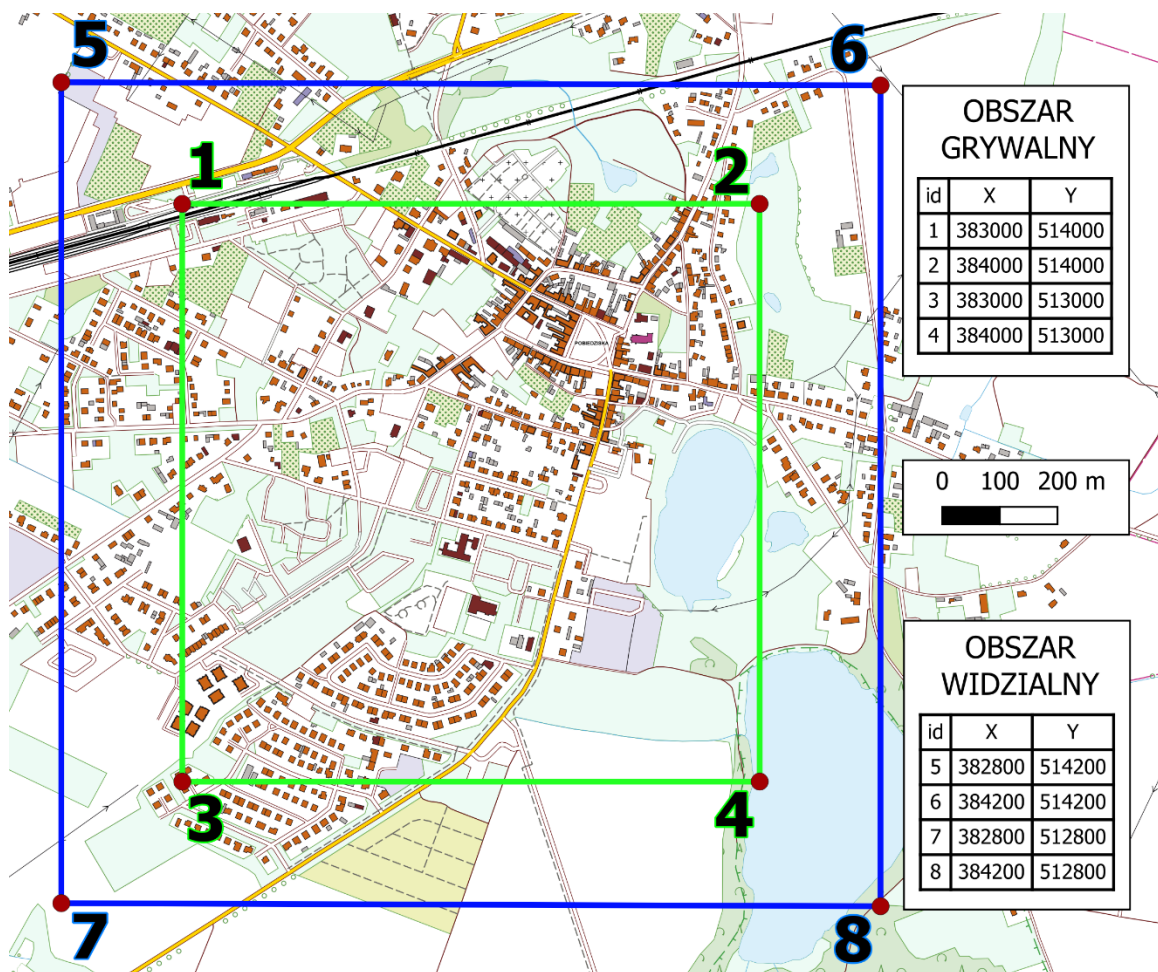 5
6
1
2
3
4
7
8
POBIEDZISKA
OBSZAR
GRYWALNY
id X Y
1 383000 514000
2 384000 514000
3 383000 513000
4 384000 513000
0 100 200 m
OBSZAR
WIDZIALNY
id X Y
5 382800 514200
6 384200 514200
7 382800 512800
8 384200 512800